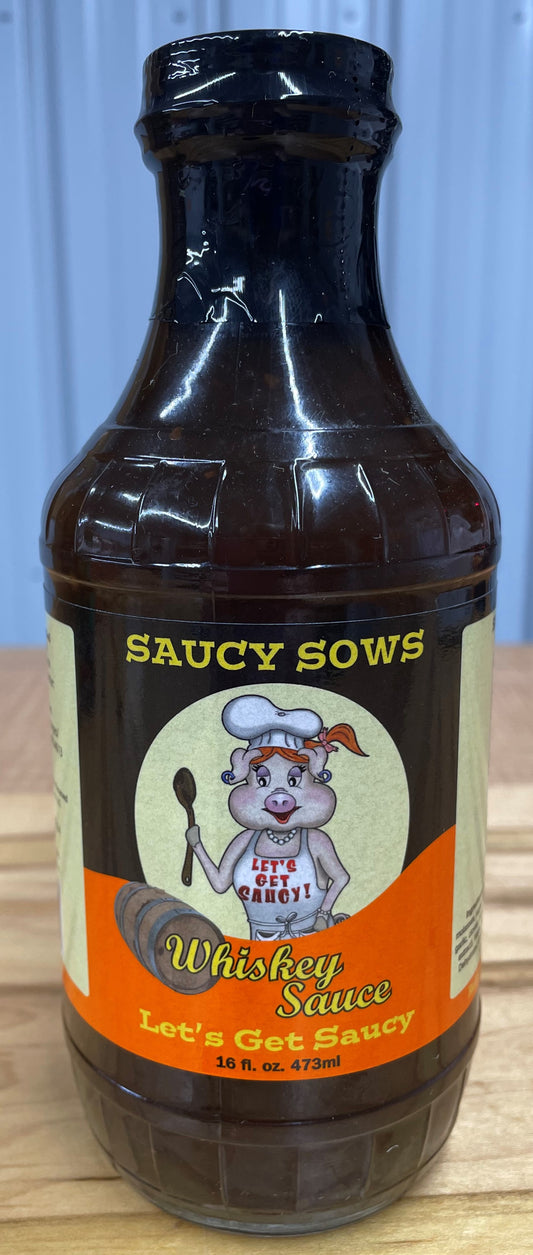 SAUCY SOWS
LET'S
GET
SAUCY!
Whiskey
Sauce
Let's Get Saucy
16 fl. oz. 473ml